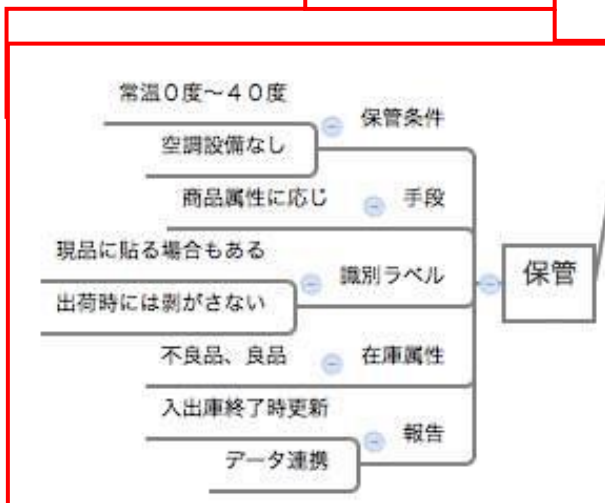 常温０度～４０度
保管条件
空調設備なし
商品属性に応じ
手段
現品に貼る場合もある
識別ラベル
出荷時には剥がさない
保管
不良品、良品
在庫属性
入出庫終了時更新
報告
データ連携